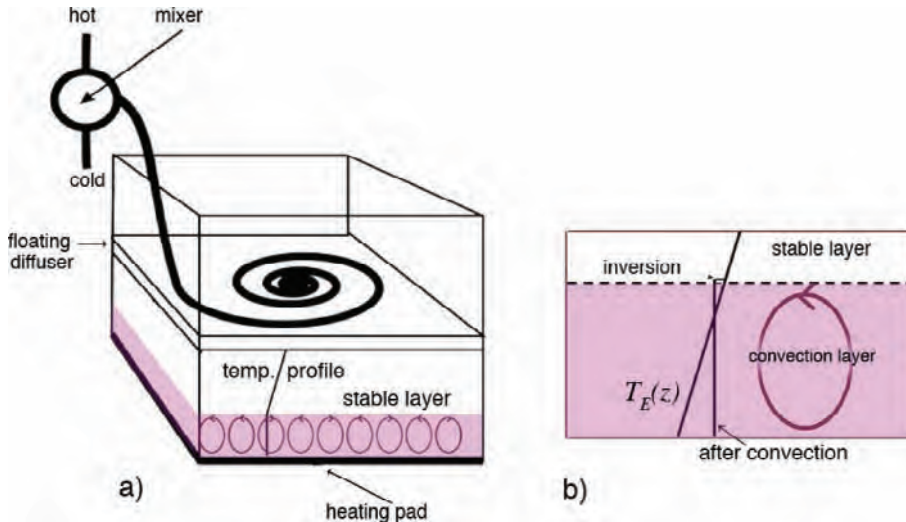 hot
mixer
cold
floating
diffuser
temp. profile
stable layer
a)
heating pad
stable layer
inversion
convection layer
T_E(z)
after convection
b)